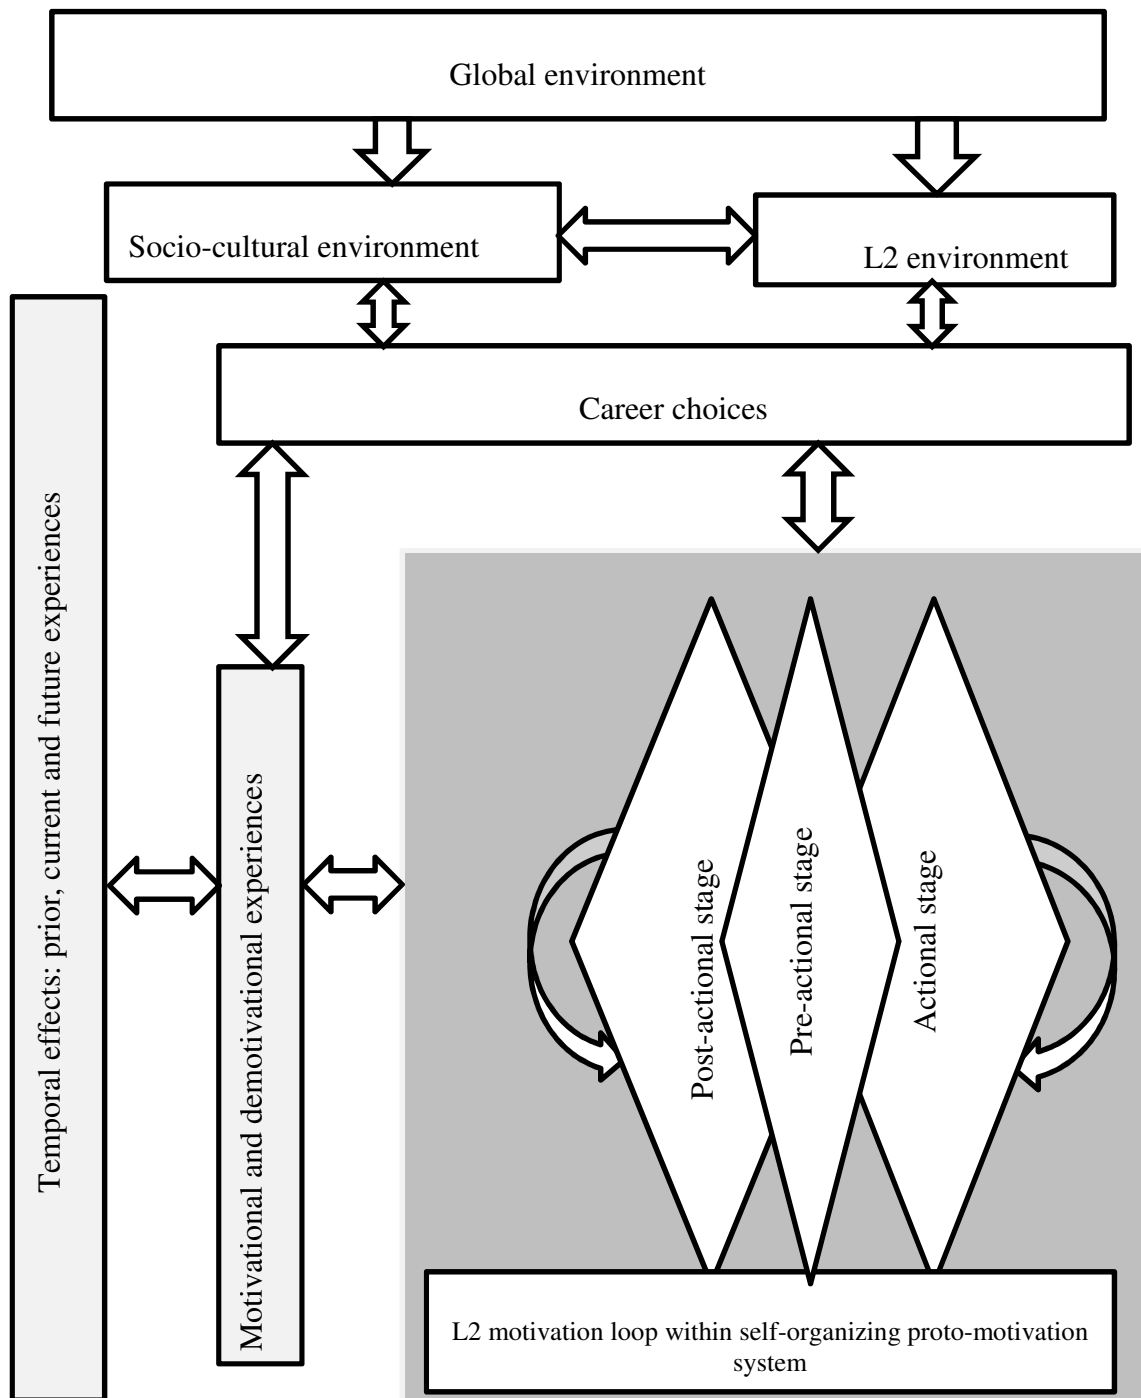 Global environment
Socio-cultural environment
L2 environment
Career choices
Temporal effects: prior, current and future experiences
Motivational and demotivational experiences
Post-actional stage
Pre-actional stage
Actional stage
L2 motivation loop within self-organizing proto-motivation
system